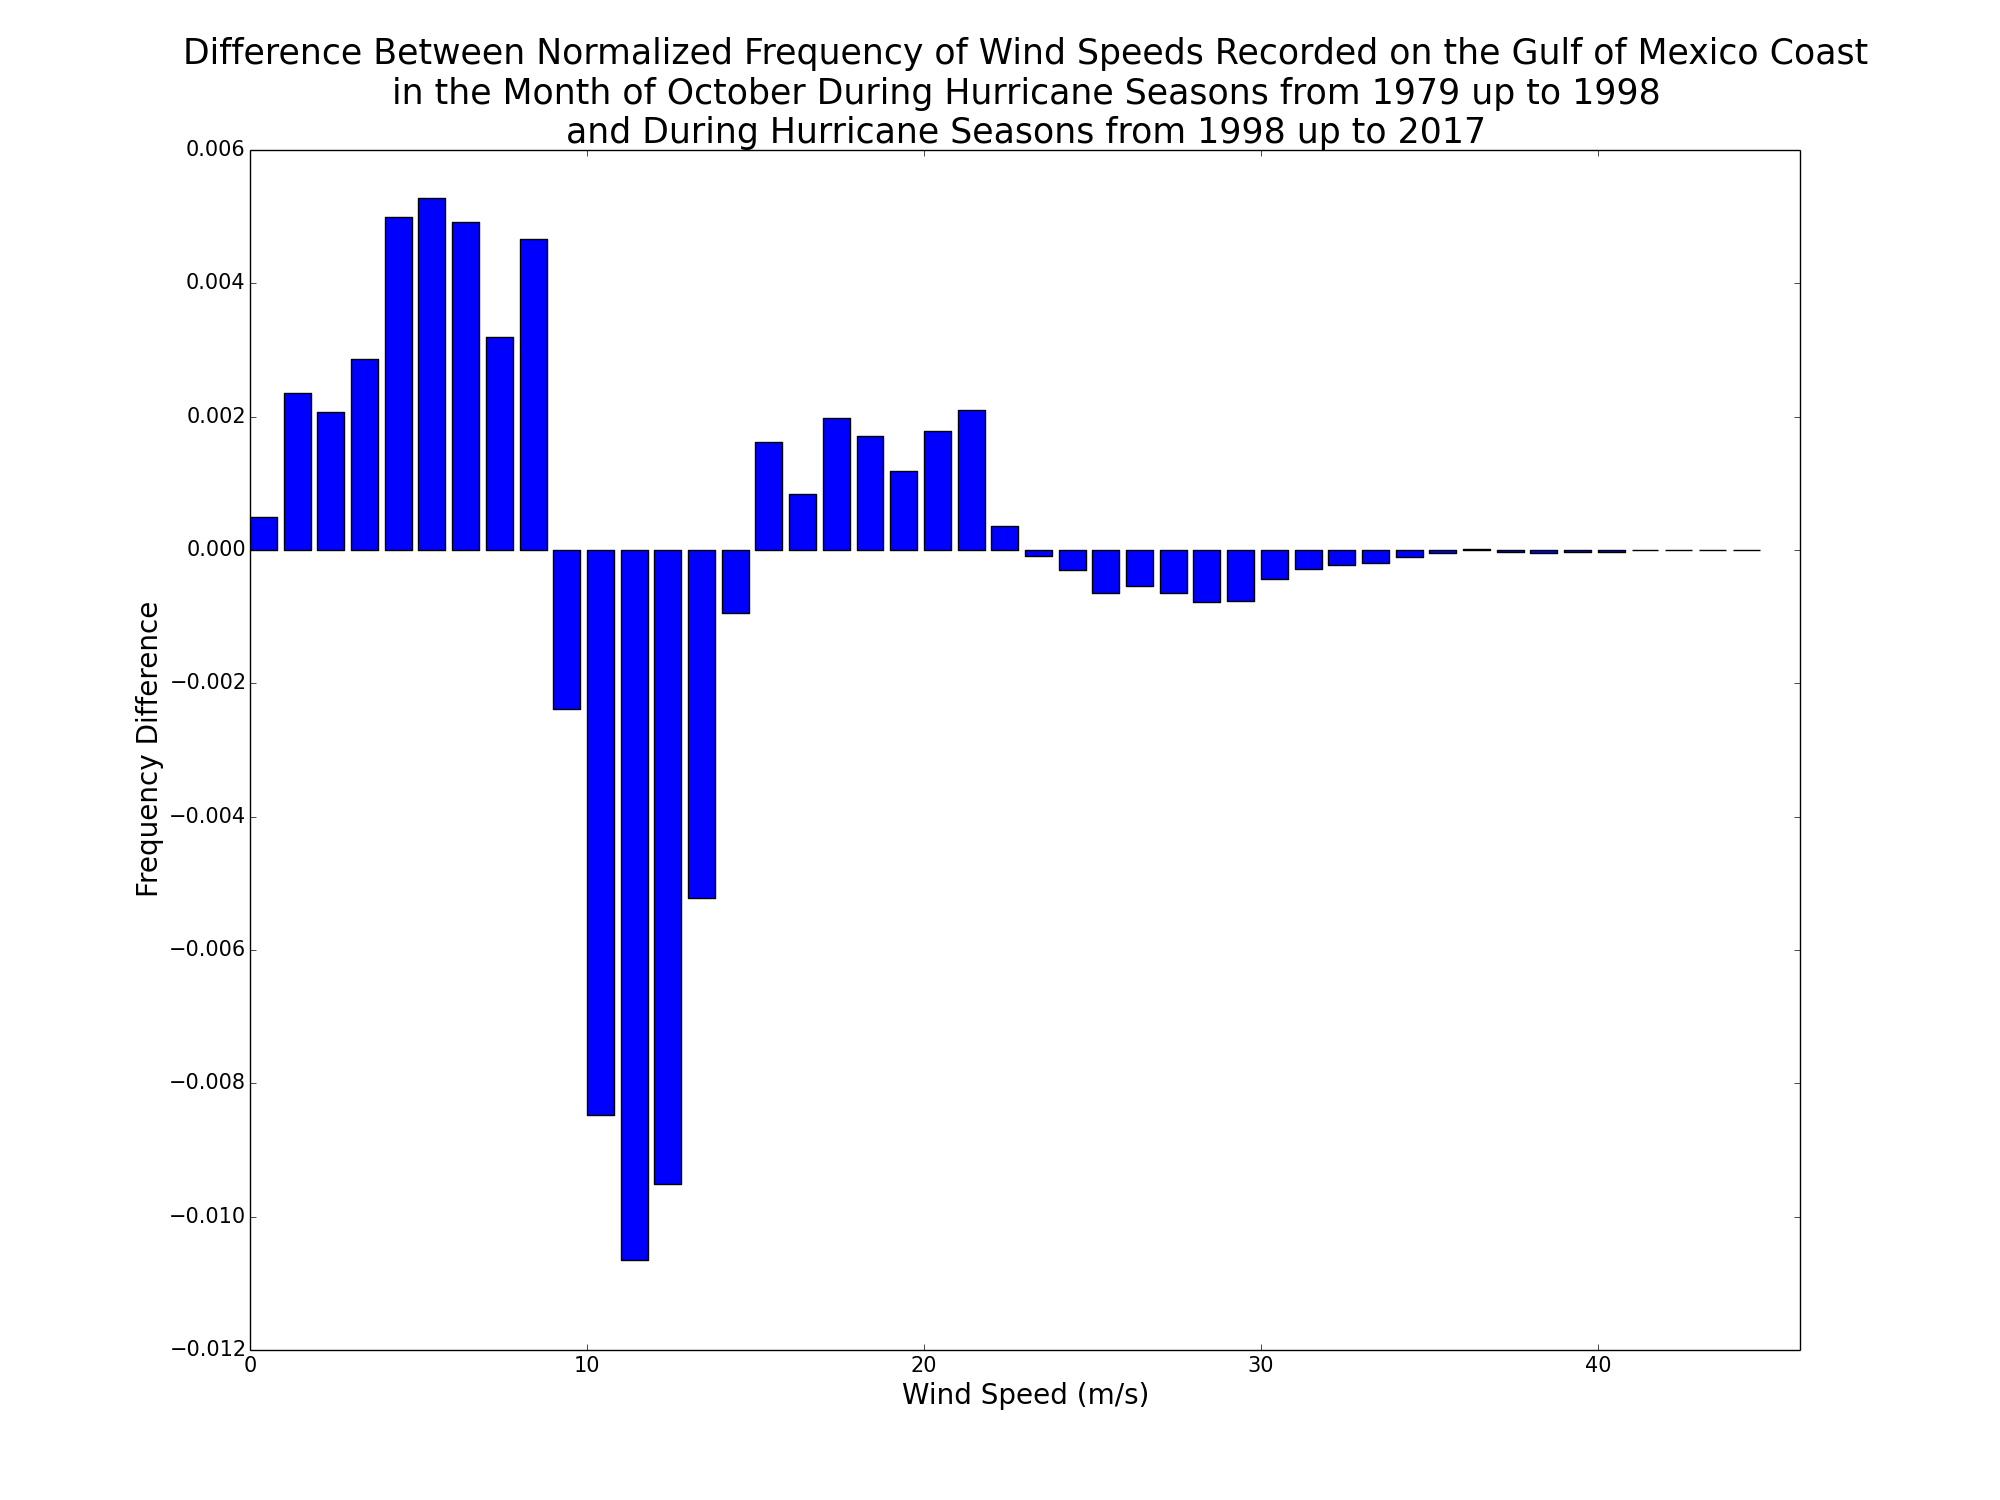 Difference Between Normalized Frequency of Wind Speeds Recorded on the Gulf of Mexico Coast
in the Month of October During Hurricane Seasons from 1979 up to 1998
and During Hurricane Seasons from 1998 up to 2017
0.006
0.004
0.002
0.000
−0.002
−0.004
−0.006
−0.008
−0.010
−0.012
Frequency Difference
0 10 20 30 40
Wind Speed (m/s)